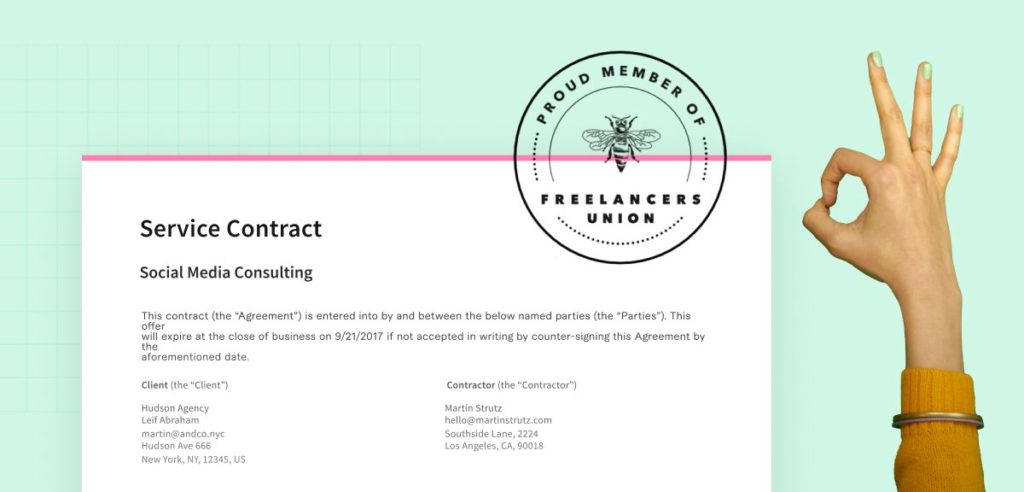 PROUD MEMBER OF
FREELANCERS
UNION
Service Contract
Social Media Consulting
This contract (the “Agreement”) is entered into by and between the below named parties (the “Parties”). This
offer
will expire at the close of business on 9/21/2017 if not accepted in writing by counter-signing this Agreement by
the
aforementioned date.
Client (the “Client”)
Hudson Agency
Leif Abraham
martin@andco.nyc
Hudson Ave 666
New York, NY, 12345, US
Contractor (the “Contractor”)
Martin Strutz
hello@martinstrutz.com
Southside Lane, 2224
Los Angeles, CA, 90018